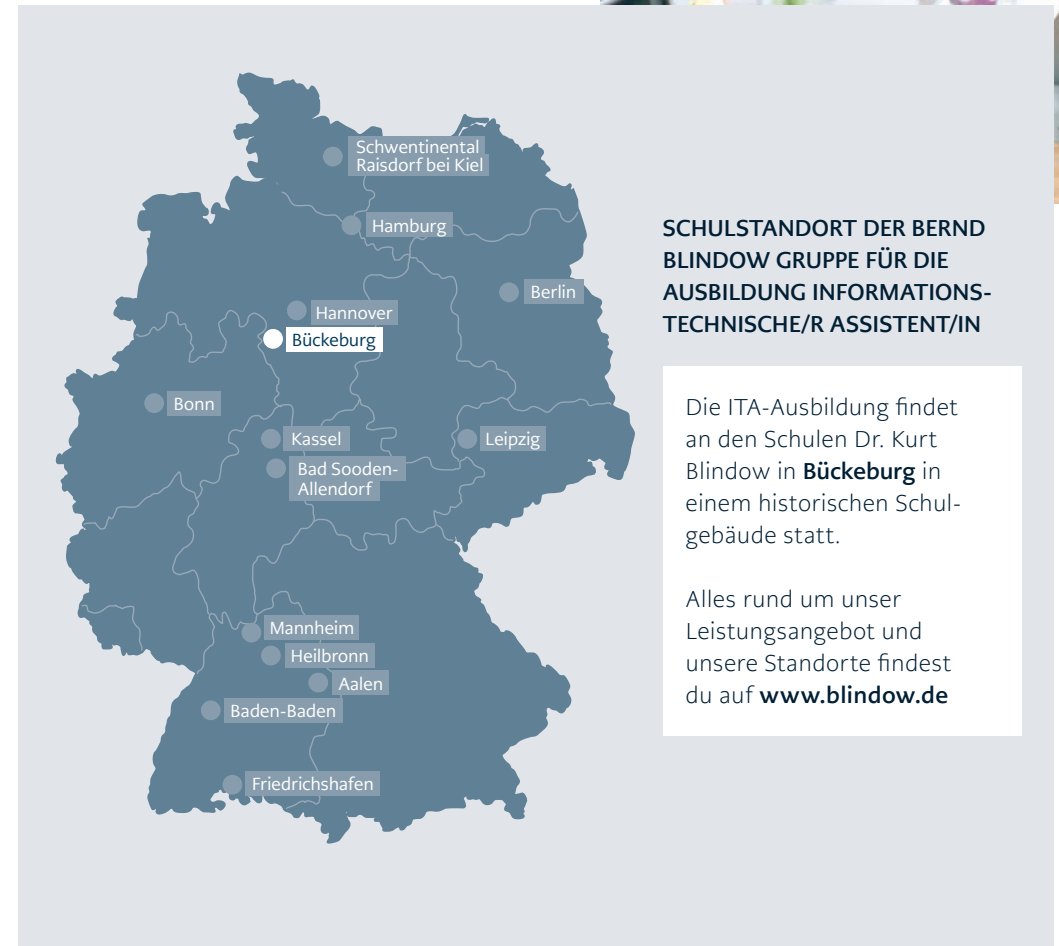 Schwentinental
Raisdorf bei Kiel
Hamburg
Berlin
Hannover
Bückeburg
Bonn
Kassel
Leipzig
Bad Sooden-
Allendorf
Mannheim
Heilbronn
Aalen
Baden-Baden
Friedrichshafen
SCHULSTANDORT DER BERND
BLINDOW GRUPPE FÜR DIE
AUSBILDUNG INFORMATIONS-
TECHNISCHE/R ASSISTENT/IN
Die ITA-Ausbildung findet
an den Schulen Dr. Kurt
Blindow in Bückeburg in
einem historischen Schul-
gebäude statt.
Alles rund um unser
Leistungsangebot und
unsere Standorte findest
du auf www.blindow.de